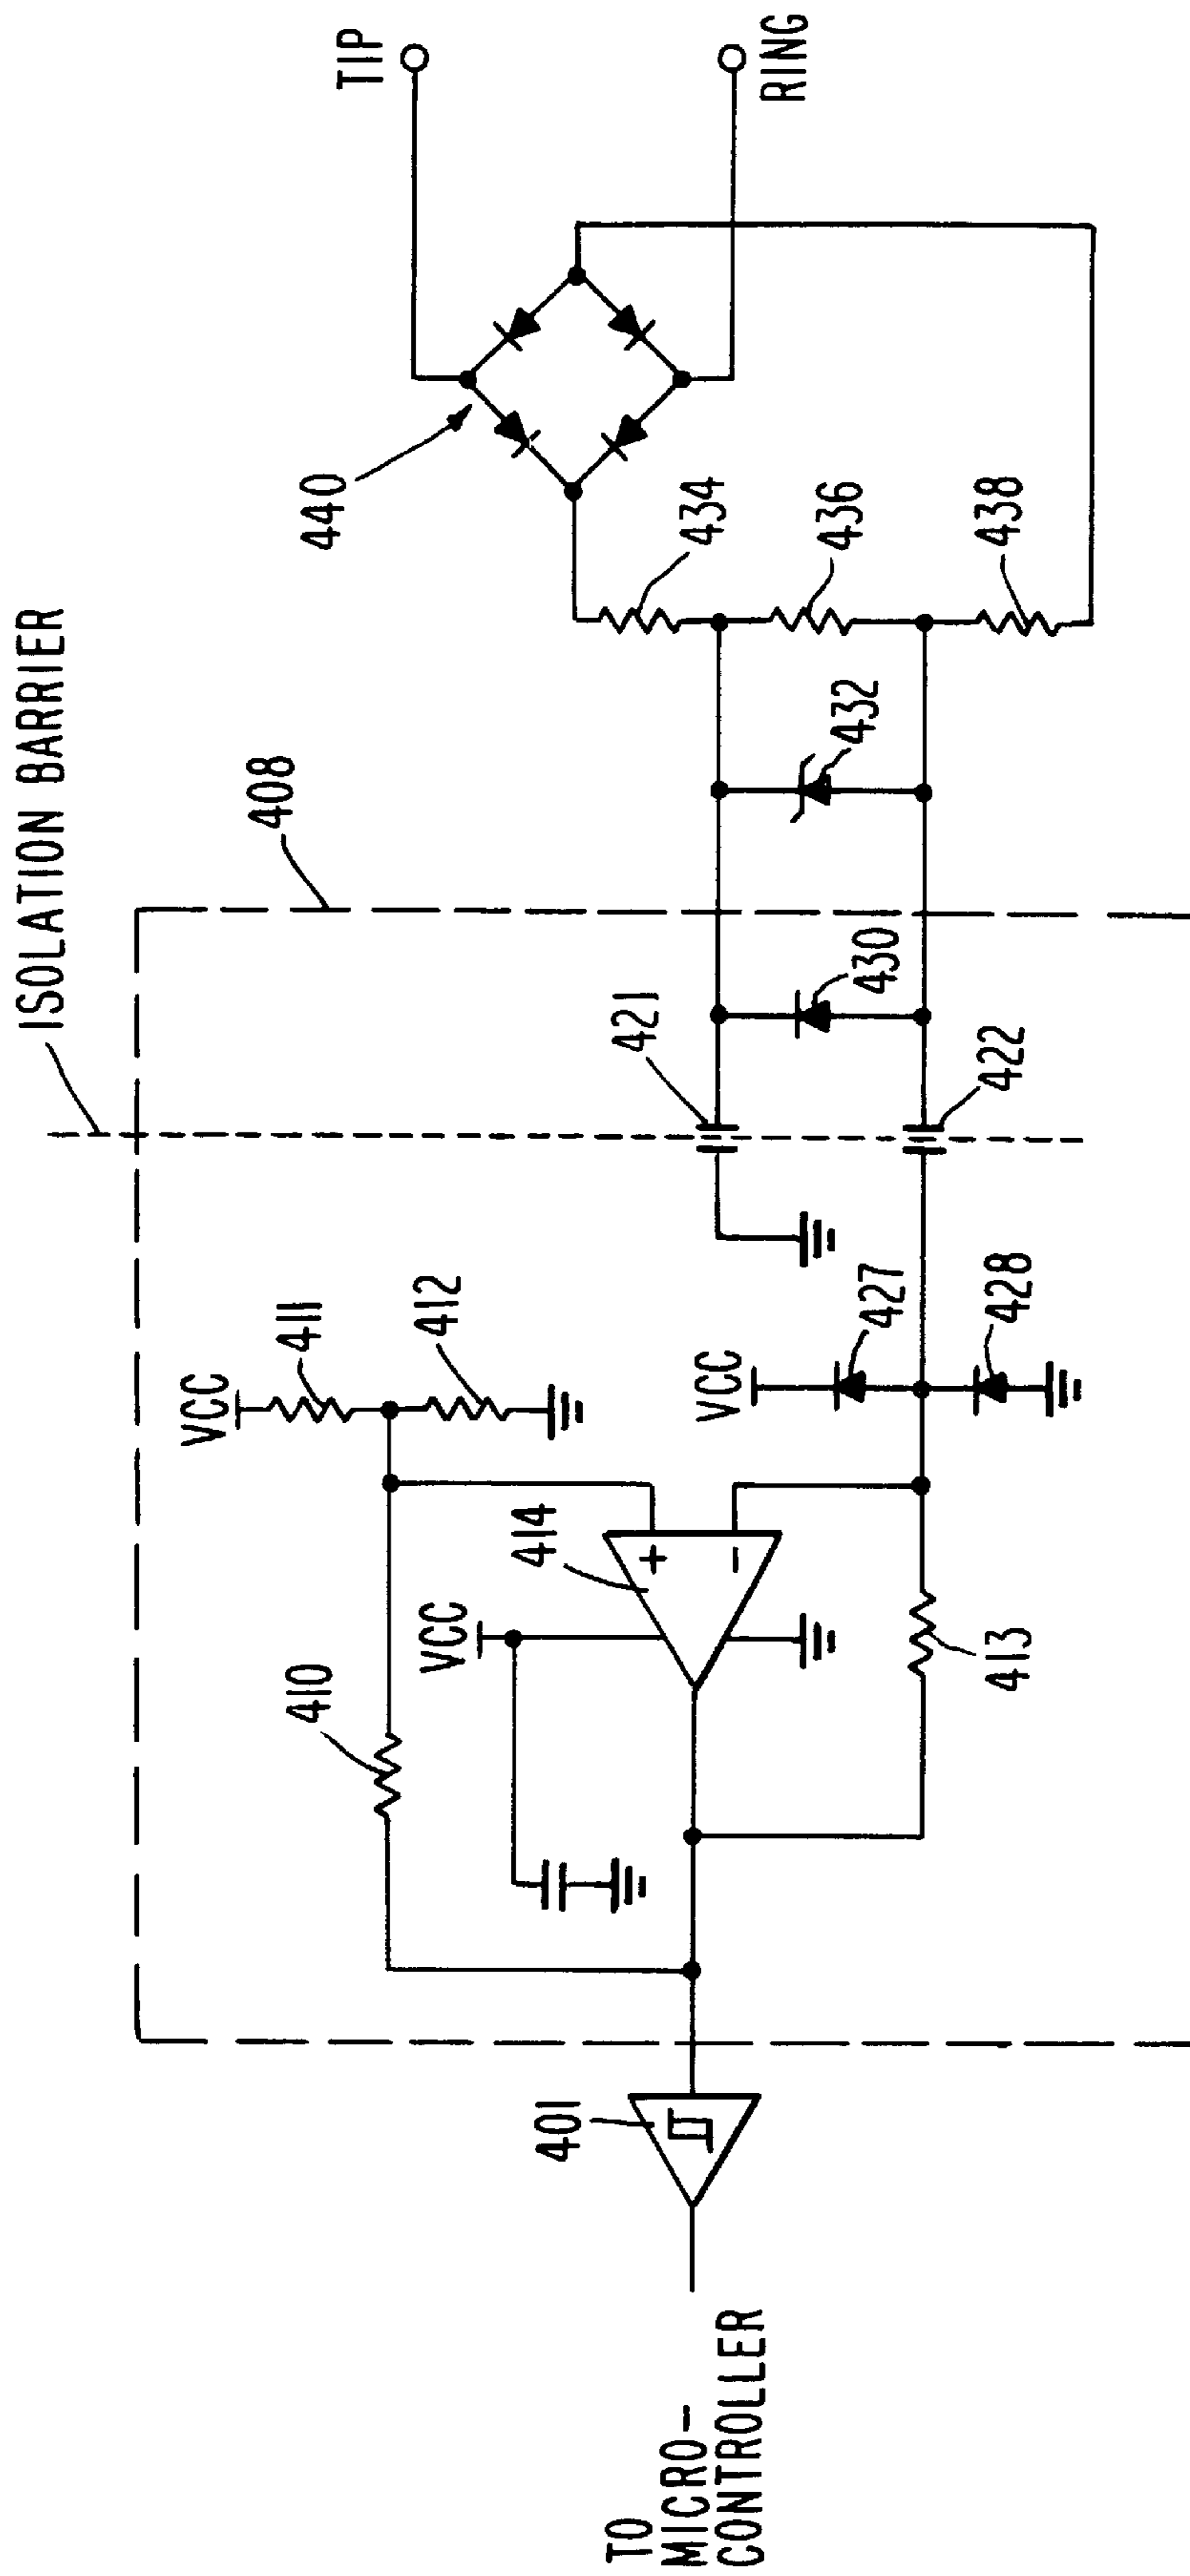 ISOLATION BARRIER
408
TIP
RING
440
434
436
438
432
430
421
422
VCC
411
412
VCC
427
428
414
+
-
VCC
410
413
401
TO
MICRO-
CONTROLLER